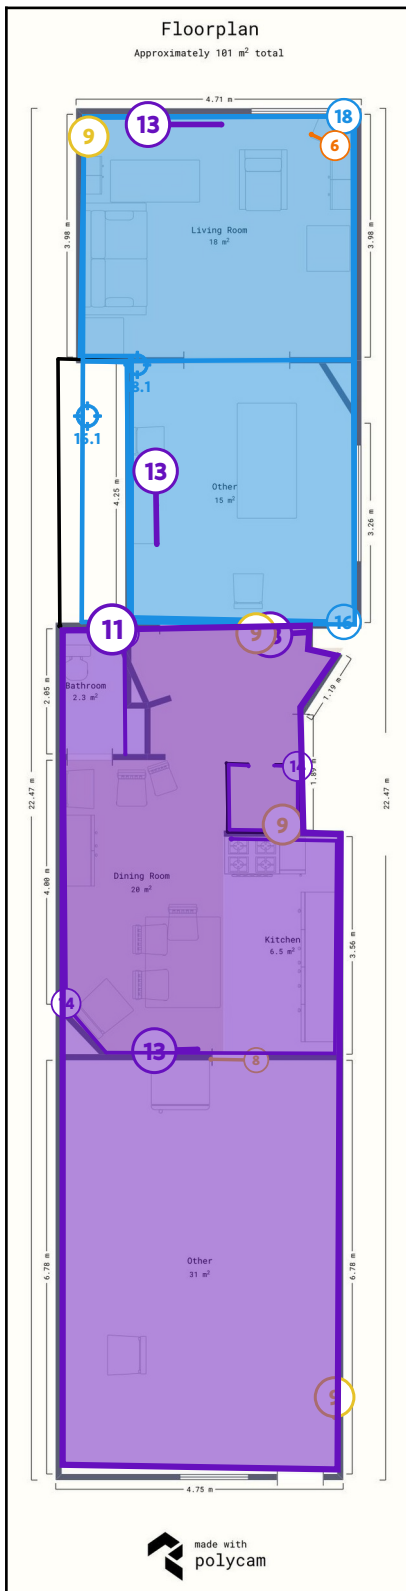 Floorplan
Approximately 101 m² total
4.71 m
13
18
9
6
3.98 m
Living Room
18 m²
3.98 m
3.1
15.1
13
4.25 m
Other
15 m²
3.26 m
16
11
9
Bathroom
2.3 m²
2.05 m
1.19 m
14
1.89 m
22.47 m
22.47 m
9
Dining Room
20 m²
4.00 m
Kitchen
6.5 m²
3.56 m
14
13
8
Other
31 m²
6.78 m
6.78 m
9
4.75 m
made with
polycam